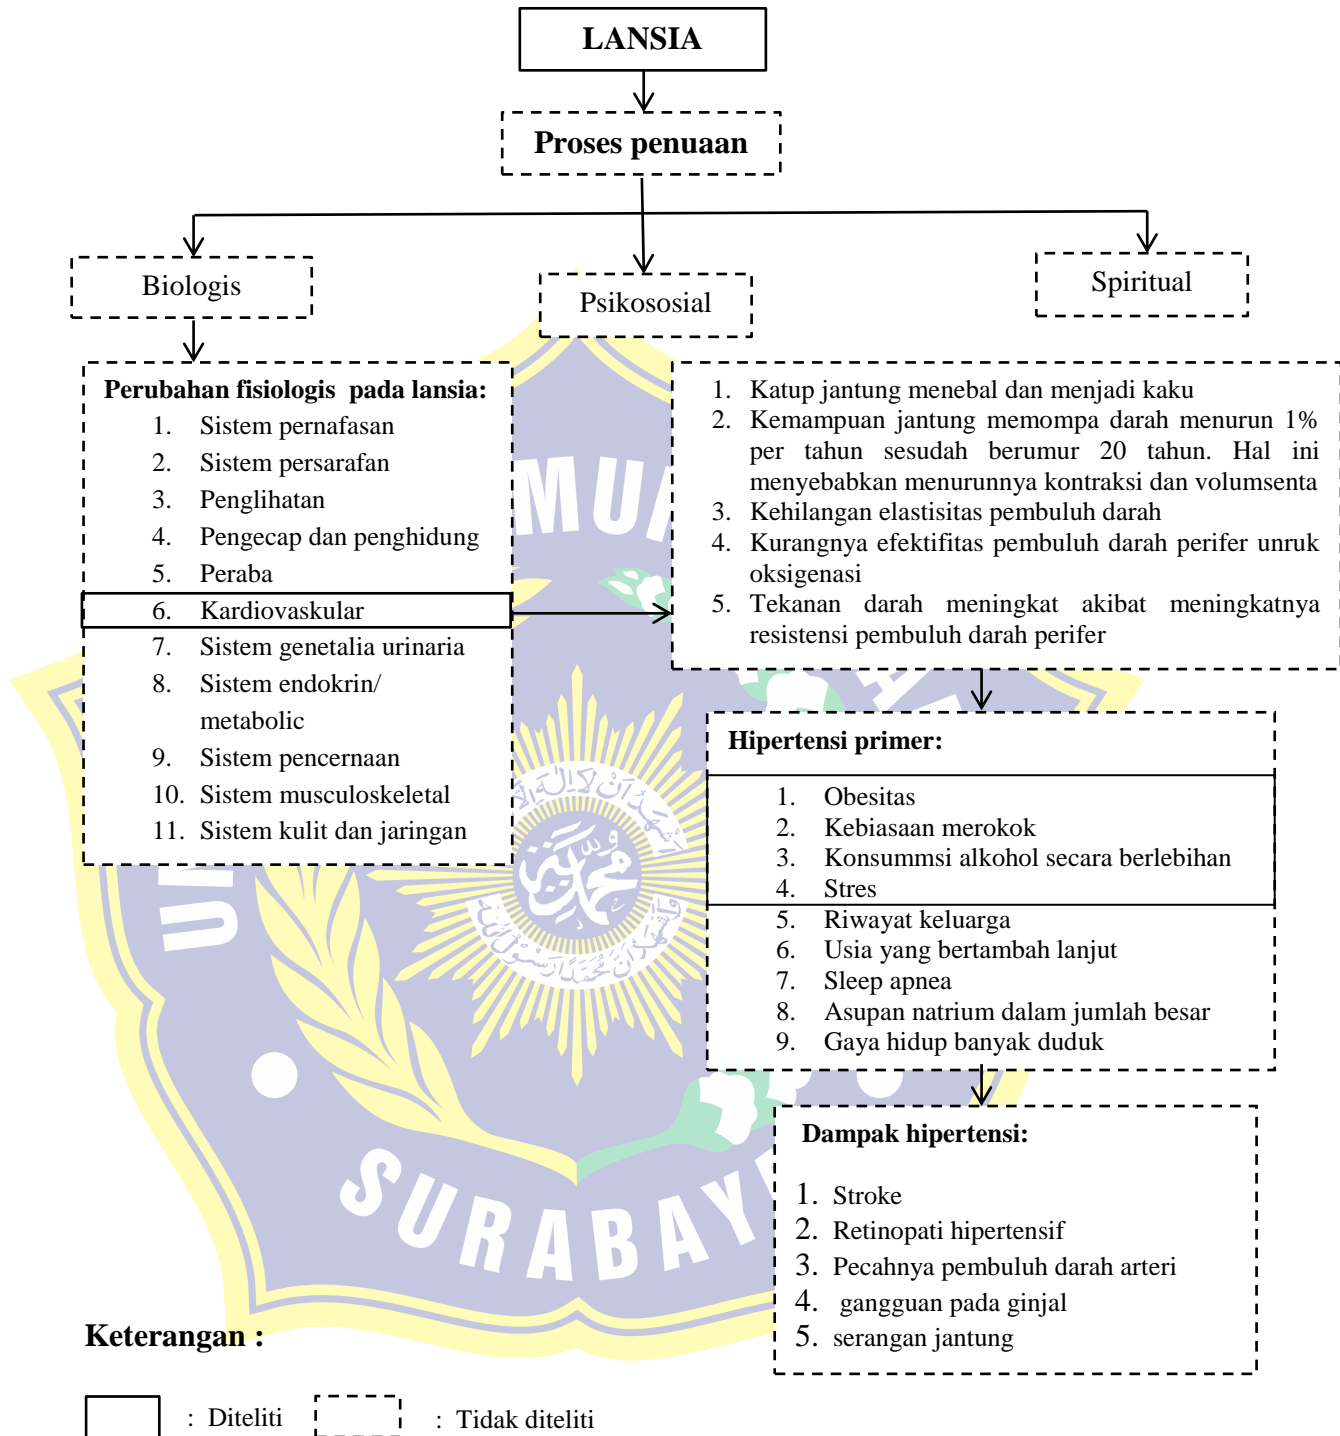 LANSIA
Proses penuaan
Biologis
Psikososial
Spiritual
Perubahan fisiologis pada lansia:
1. Sistem pernafasan
2. Sistem persarafan
3. Penglihatan
4. Pengecap dan penghidung
5. Peraba
6. Kardiovaskular
7. Sistem genetalia urinaria
8. Sistem endokrin/
metabolic
9. Sistem pencernaan
10. Sistem musculoskeletal
11. Sistem kulit dan jaringan
1. Katup jantung menebal dan menjadi kaku
2. Kemampuan jantung memompa darah menurun 1%
per tahun sesudah berumur 20 tahun. Hal ini
menyebabkan menurunnya kontraksi dan volumsenta
3. Kehilangan elastisitas pembuluh darah
4. Kurangnya efektifitas pembuluh darah perifer unruk
oksigenasi
5. Tekanan darah meningkat akibat meningkatnya
resistensi pembuluh darah perifer
Hipertensi primer:
1. Obesitas
2. Kebiasaan merokok
3. Konsummsi alkohol secara berlebihan
4. Stres
5. Riwayat keluarga
6. Usia yang bertambah lanjut
7. Sleep apnea
8. Asupan natrium dalam jumlah besar
9. Gaya hidup banyak duduk
Dampak hipertensi:
1. Stroke
2. Retinopati hipertensif
3. Pecahnya pembuluh darah arteri
4. gangguan pada ginjal
5. serangan jantung
Keterangan :
: Diteliti
: Tidak diteliti